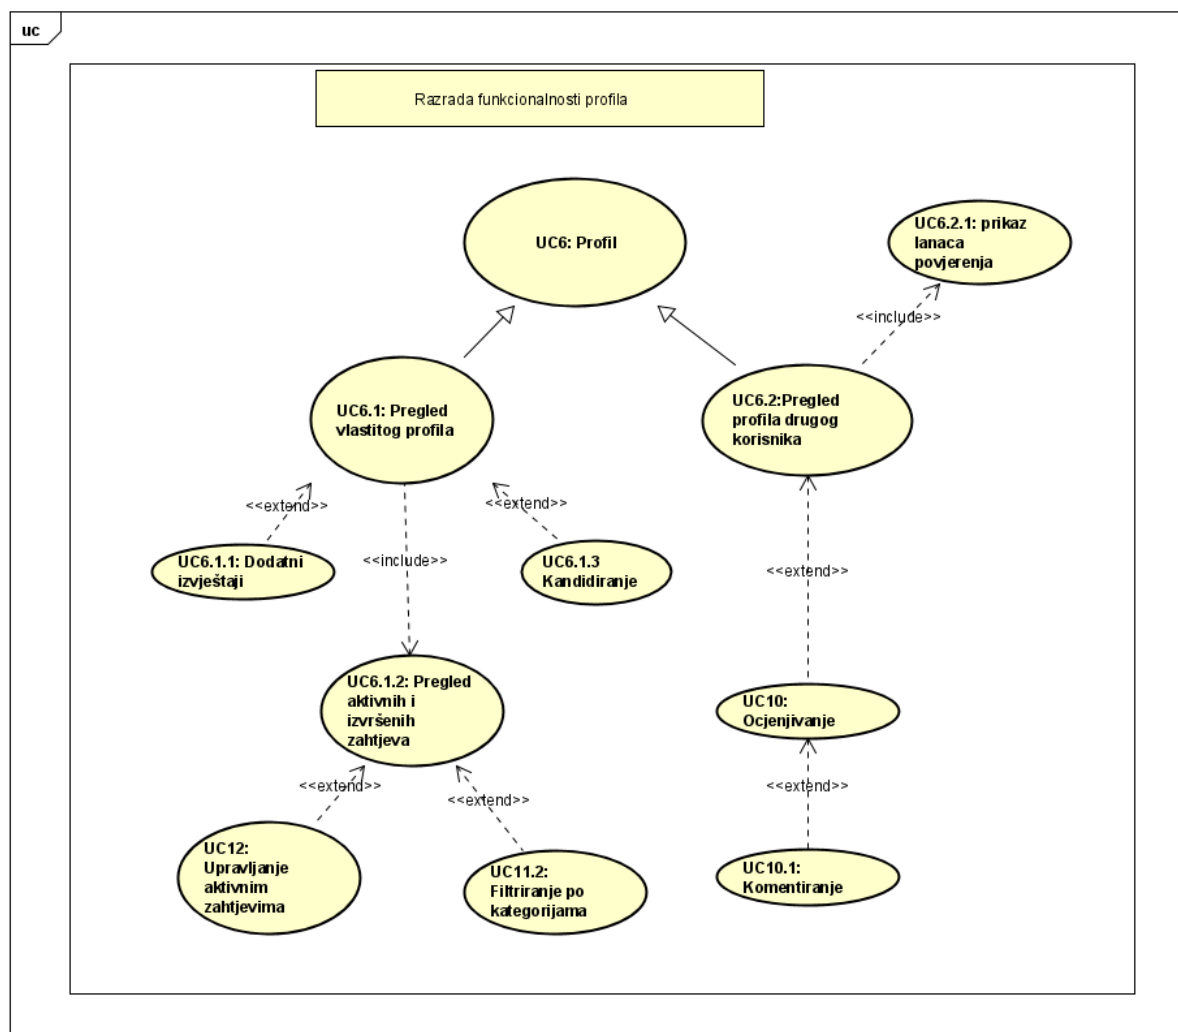 uc
Razrada funkcionalnosti profila
UC6: Profil
UC6.2.1: prikaz
lanaca
povjerenja
<<include>>
UC6.1: Pregled
vlastitog profila
UC6.2:Pregled
profila drugog
korisnika
<<extend>>
<<extend>>
UC6.1.1: Dodatni
izvještaji
<<include>>
UC6.1.3
Kandidiranje
<<extend>>
UC6.1.2: Pregled
aktivnih i
izvršenih
zahtjeva
UC10:
Ocjenjivanje
<<extend>>
<<extend>>
<<extend>>
UC12:
Upravljanje
aktivnim
zahtjevima
UC11.2:
Filtriranje po
kategorijama
UC10.1:
Komentiranje